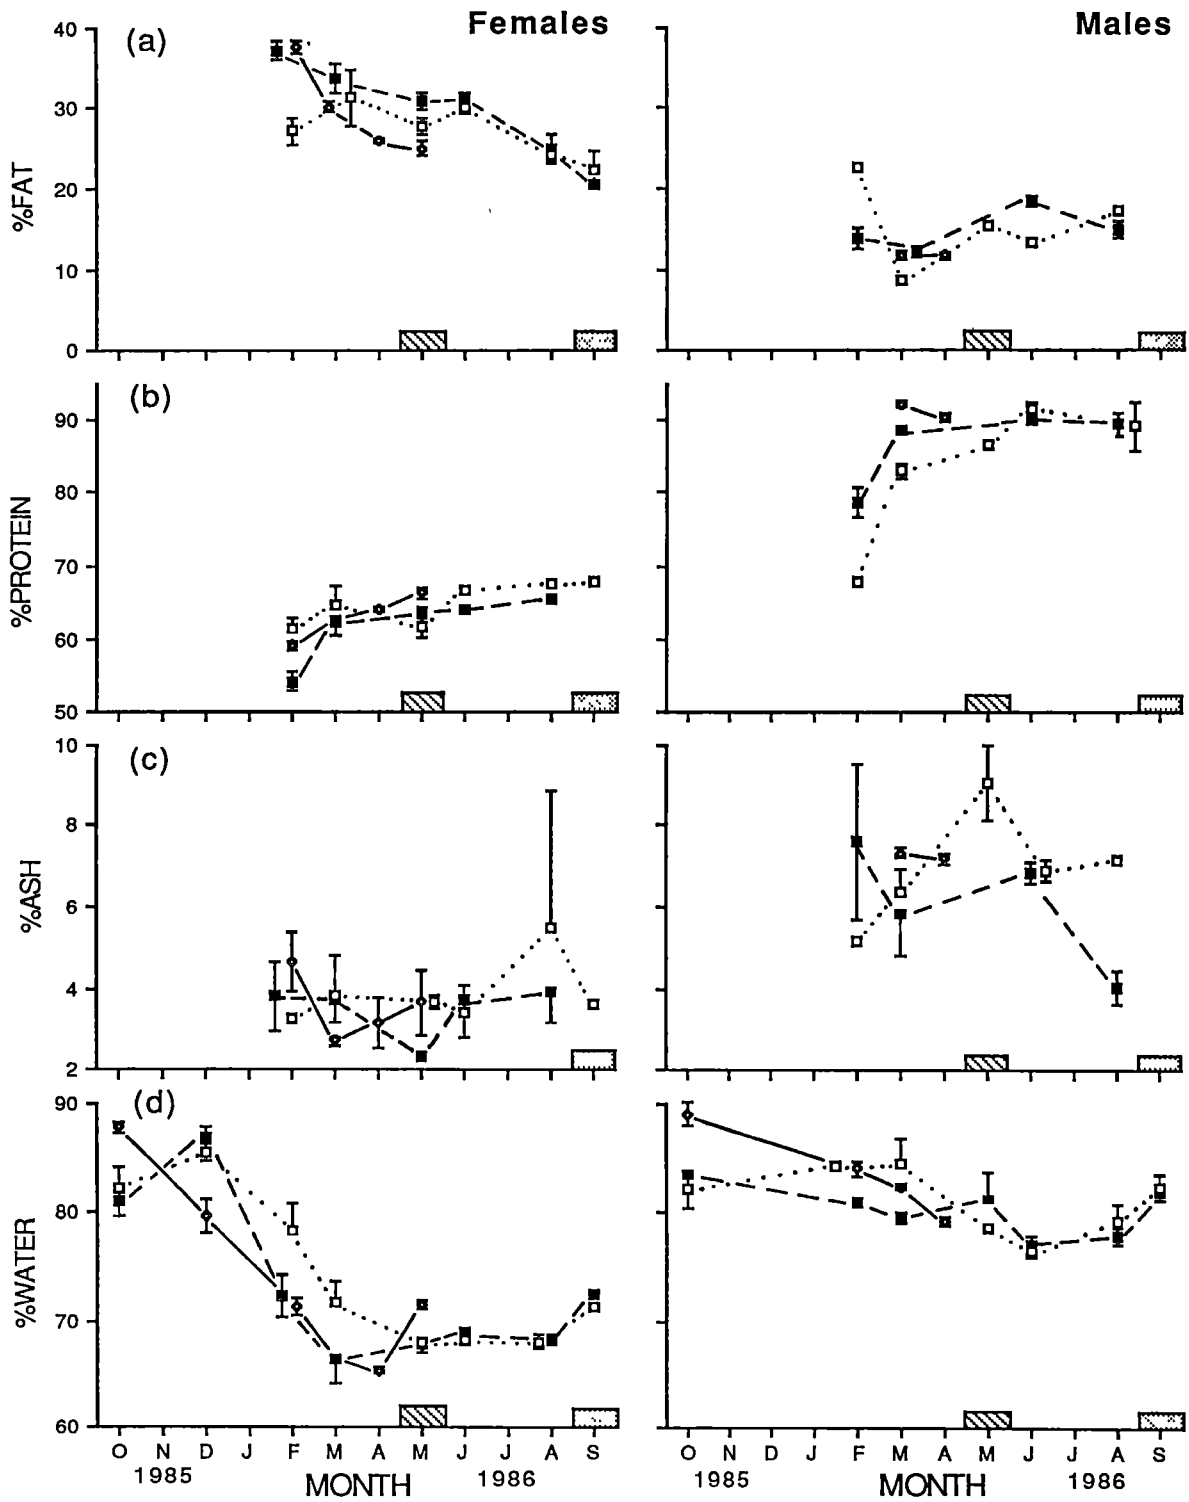 Females
Males
(a)
40
30
20
10
0
%FAT
O N D J F M A M J J A S
O N D J F M A M J J A S
(b)
90
80
70
60
50
%PROTEIN
O N D J F M A M J J A S
O N D J F M A M J J A S
(c)
10
8
6
4
2
%ASH
(d)
90
80
70
60
%WATER
O N D J F M A M J J A S
O N D J F M A M J J A S
1985 MONTH 1986
1985 MONTH 1986